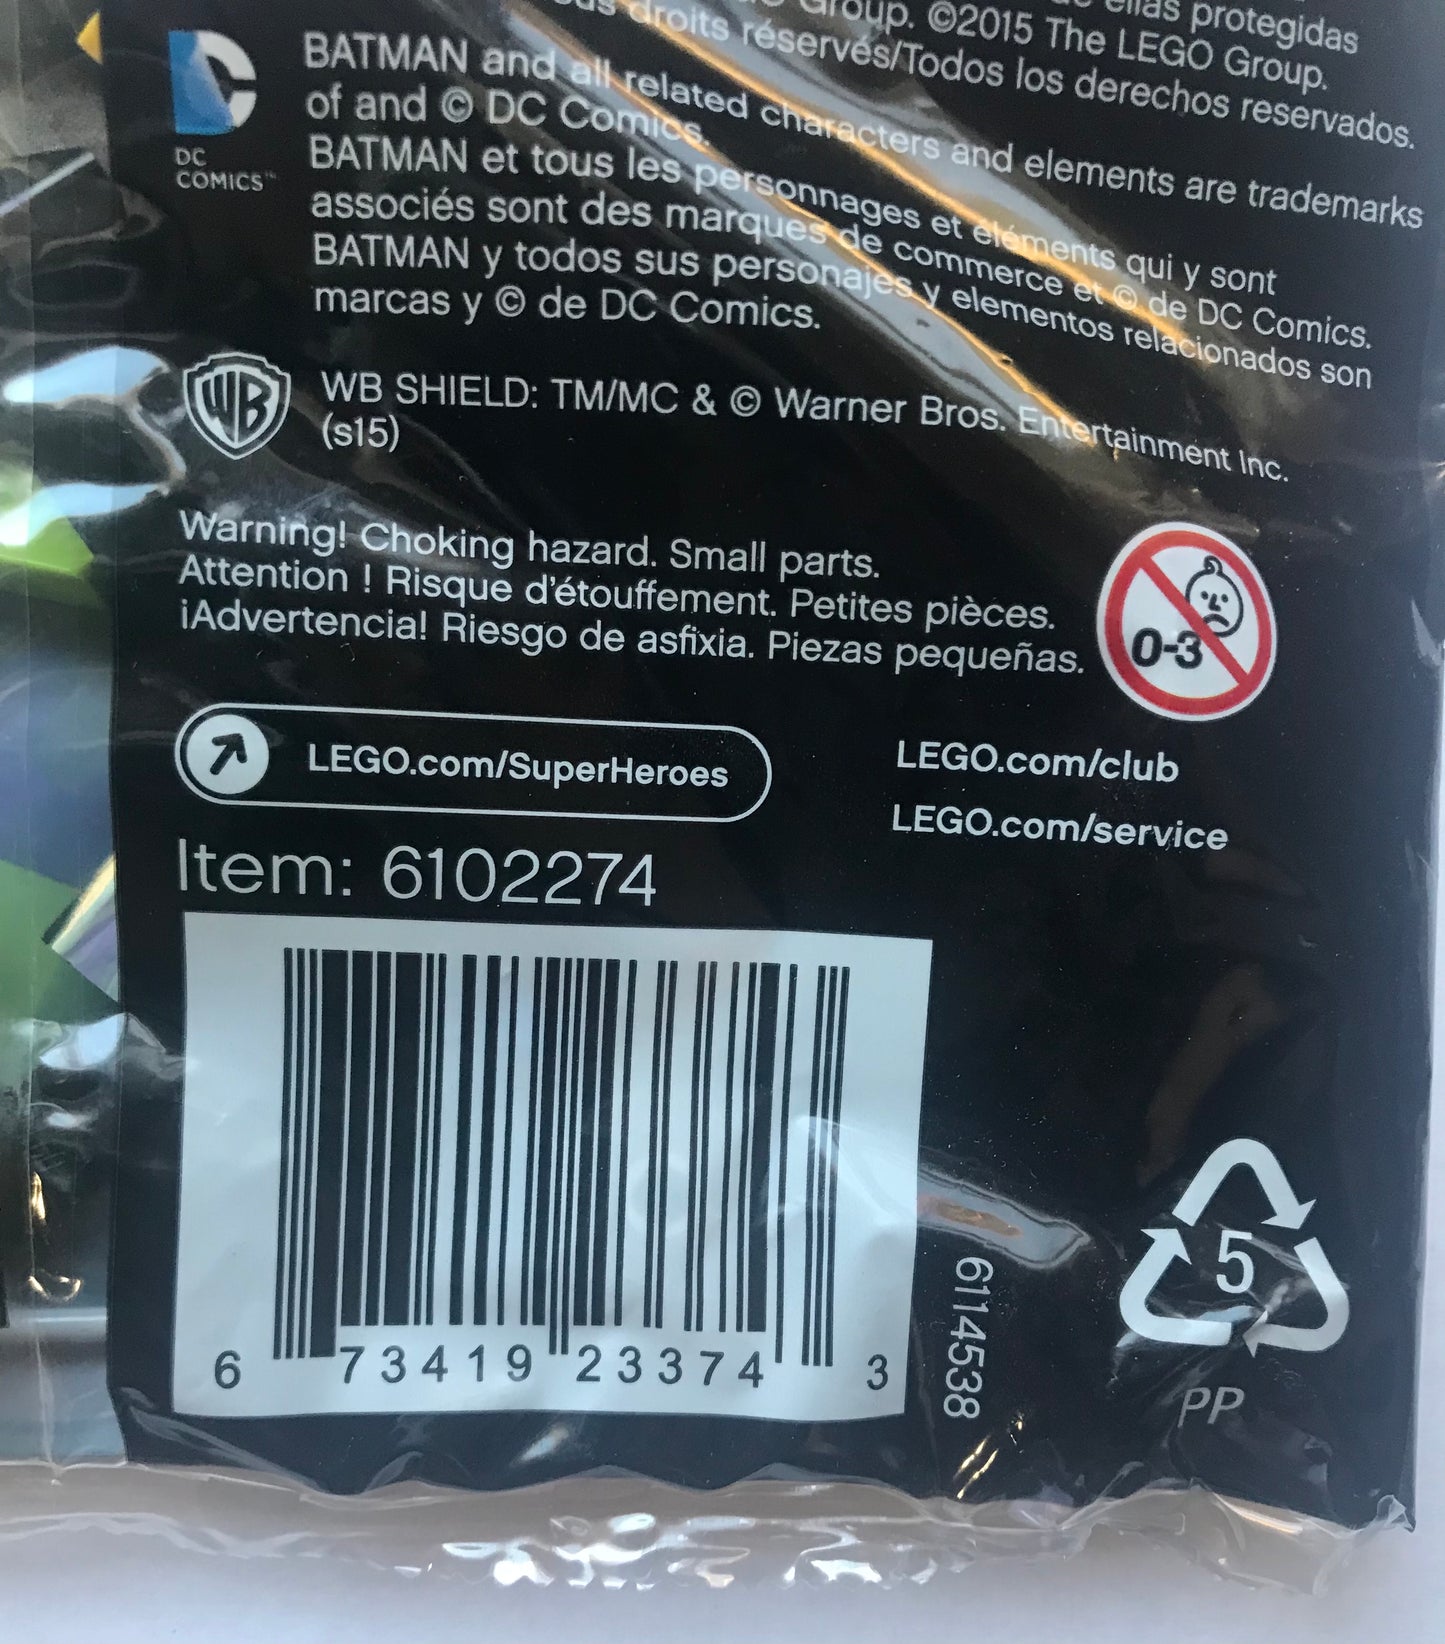 ellas protegidas
Group. ©2015 The LEGO Group.
droits réservés/Todos los derechos reservados.
DC
COMICS™
BATMAN and all related characters and elements are trademarks
of and © DC Comics.
BATMAN et tous les personnages et éléments qui y sont
associés sont des marques de commerce et © de DC Comics.
BATMAN y todos sus personajes y elementos relacionados son
marcas y © de DC Comics.
WB
WB SHIELD: TM/MC & © Warner Bros. Entertainment Inc.
(s15)
Warning! Choking hazard. Small parts.
Attention ! Risque d'étouffement. Petites pièces.
¡Advertencia! Riesgo de asfixia. Piezas pequeñas.
0-3
LEGO.com/SuperHeroes
LEGO.com/club
LEGO.com/service
Item: 6102274
6 73419 23374 3
6114538
5
PP